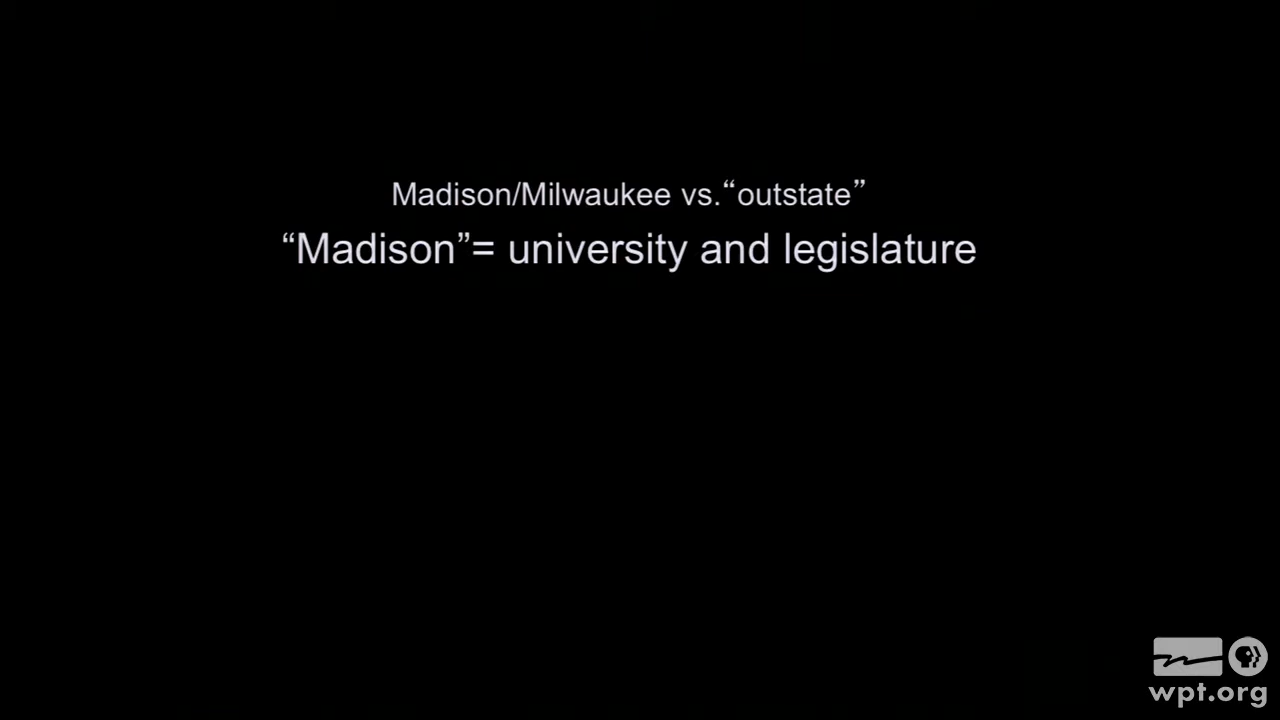 Madison/Milwaukee vs.“outstate”
“Madison”= university and legislature
wpt.org